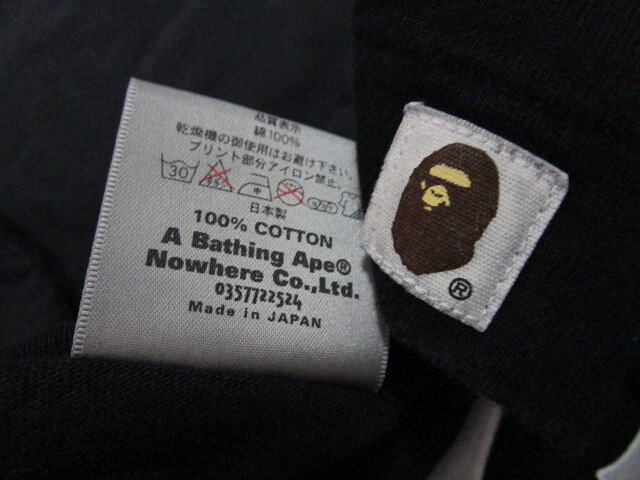 品質表示
綿100%
乾燥機の御使用はお避け下さい。
プリント部分アイロン禁止。
30
日本製
100% COTTON
A Bathing Ape®
Nowhere Co.,Ltd.
0357722524
Made in JAPAN
®